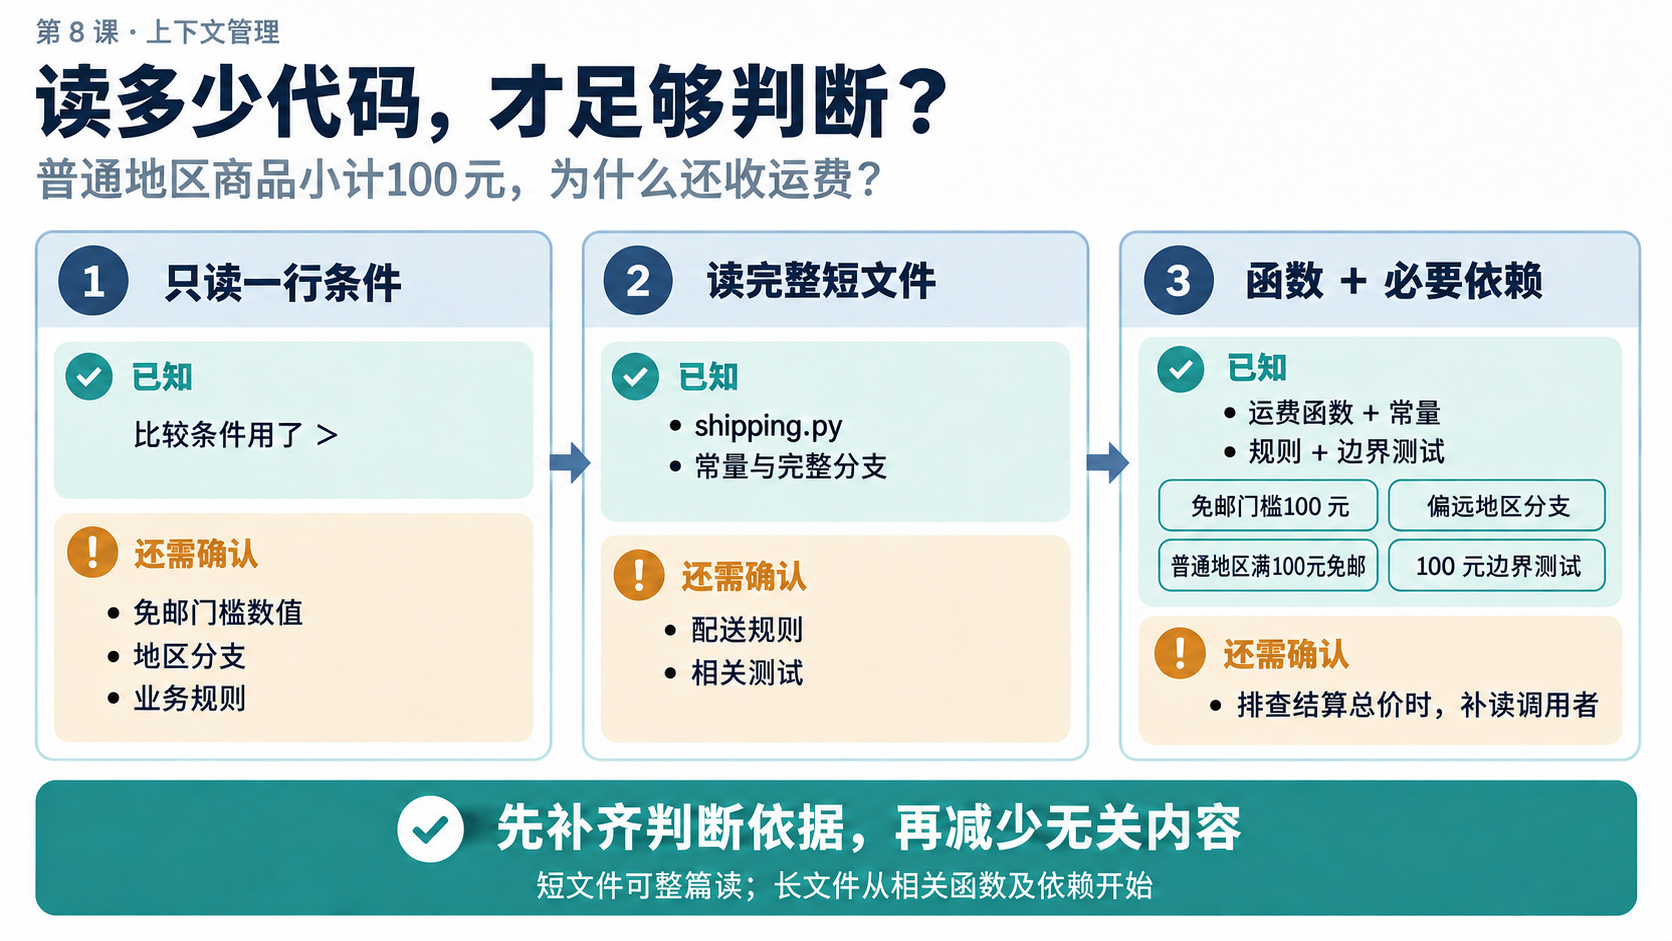 第 8 课 · 上下文管理
读多少代码，才足够判断？
普通地区商品小计100元，为什么还收运费？
1 只读一行条件
已知
比较条件用了 >
还需确认
• 免邮门槛数值
• 地区分支
• 业务规则
2 读完整短文件
已知
• shipping.py
• 常量与完整分支
还需确认
• 配送规则
• 相关测试
3 函数 + 必要依赖
已知
• 运费函数 + 常量
• 规则 + 边界测试
免邮门槛100 元
偏远地区分支
普通地区满100元免邮
100 元边界测试
还需确认
• 排查结算总价时，补读调用者
先补齐判断依据，再减少无关内容
短文件可整篇读；长文件从相关函数及依赖开始